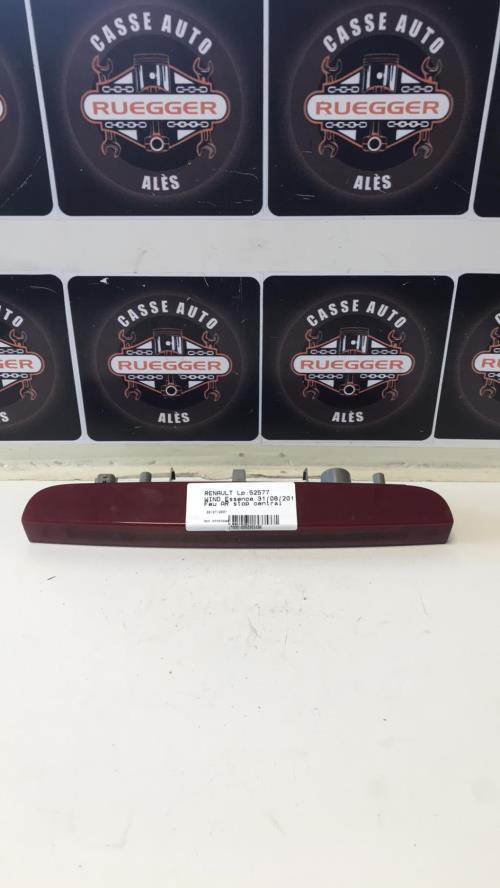 CASSE AUTO
RUEGGER
ALÈS
CASSE AUTO
RUEGGER
ALÈS
CASSE AUTO
RUEGGER
ALÈS
CASSE AUTO
RUEGGER
ALÈS
RUEGGER
RENAULT Lp.52577
WIND Essence 31(08(201
Feu AR stop central